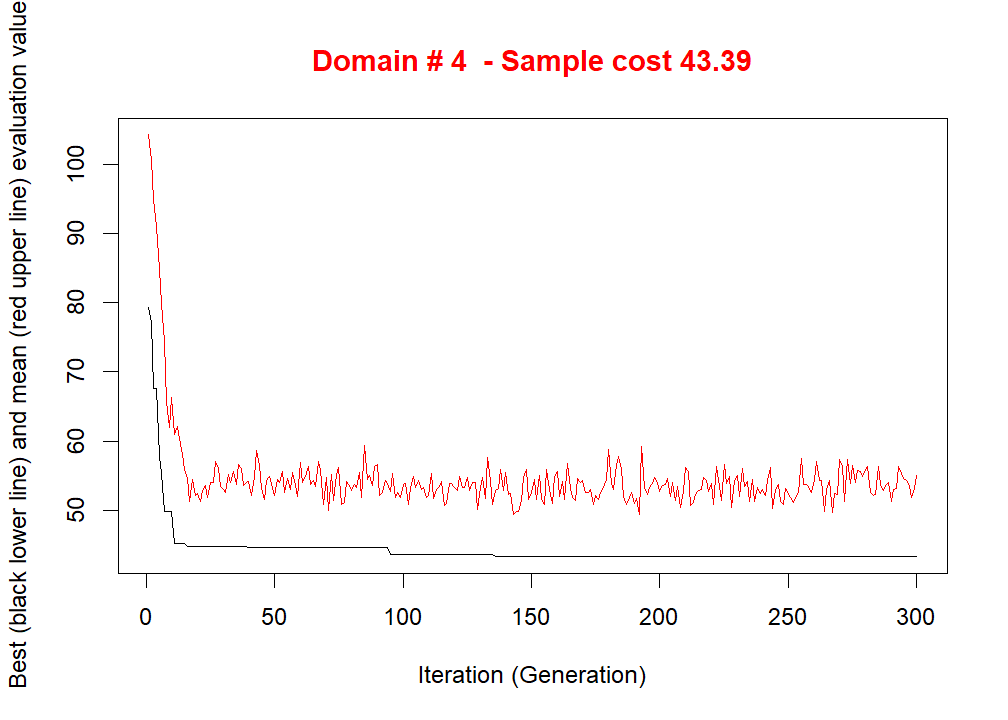 Domain # 4  - Sample cost 43.39
Best (black lower line) and mean (red upper line) evaluation value
100
90
80
70
60
50
0 50 100 150 200 250 300
Iteration (Generation)